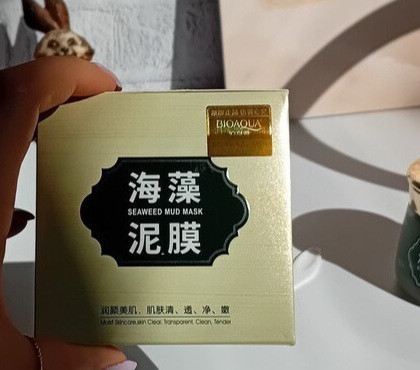 BIOAQUA
海藻
SEAWEED MUD MASK
泥膜
润颜美肌、肌肤清、透、净、嫩
Moist Skincare,skin Clear, Transparent, Clean, Tender